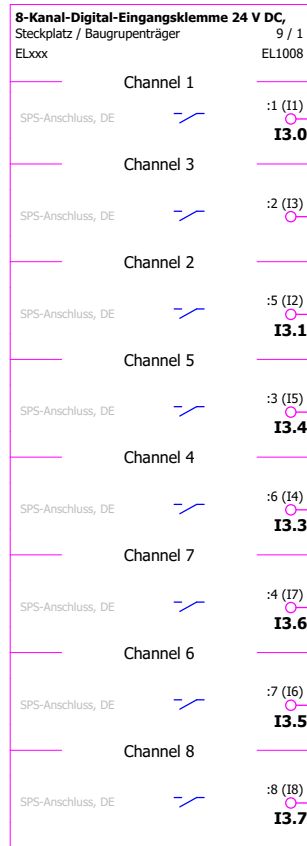 8-Kanal-Digital-Eingangsklemme 24 V DC,
Steckplatz / Baugrupenträger 9 / 1
ELxxx EL1008
Channel 1
:1 (I1)
SPS-Anschluss, DE
I3.0
Channel 3
:2 (I3)
SPS-Anschluss, DE
Channel 2
:5 (I2)
SPS-Anschluss, DE
I3.1
Channel 5
:3 (I5)
SPS-Anschluss, DE
I3.4
Channel 4
:6 (I4)
SPS-Anschluss, DE
I3.3
Channel 7
:4 (I7)
SPS-Anschluss, DE
I3.6
Channel 6
:7 (I6)
SPS-Anschluss, DE
I3.5
Channel 8
:8 (I8)
SPS-Anschluss, DE
I3.7